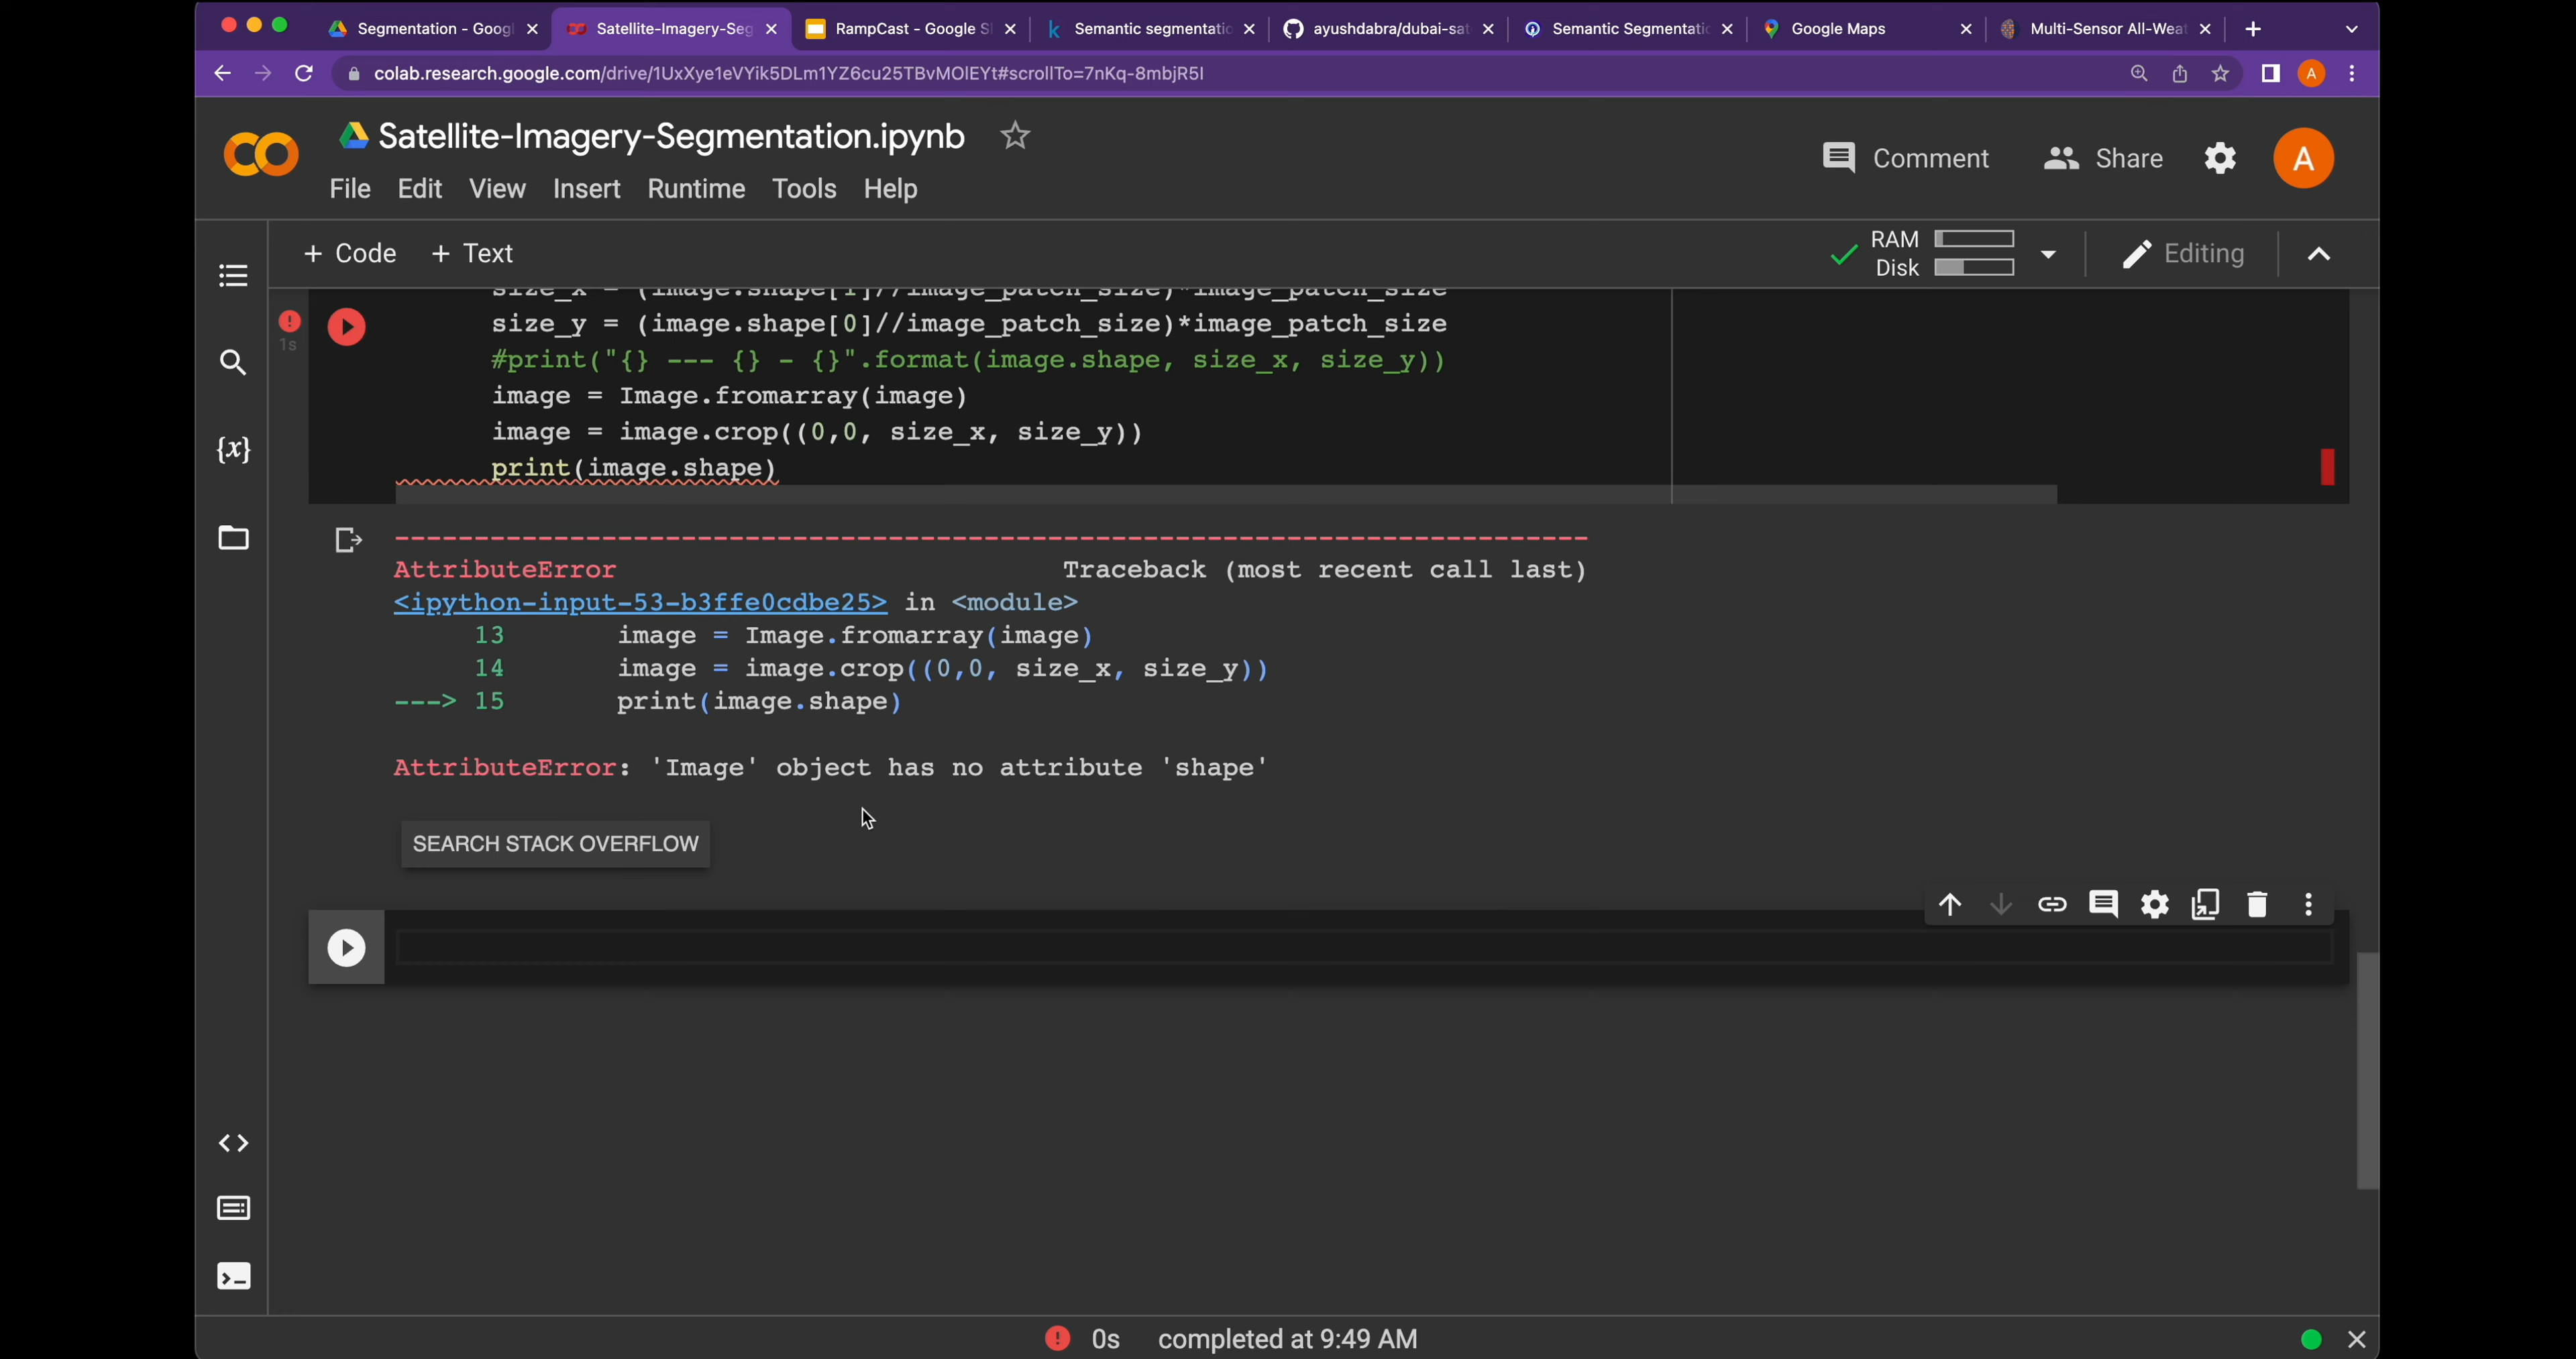 Segmentation - Googl
Satellite-Imagery-Seg
RampCast - Google Sl
Semantic segmentatio
ayushdabra/dubai-sat
Semantic Segmentatio
Google Maps
Multi-Sensor All-Weat
colab.research.google.com/drive/1UxXye1eVYik5DLm1YZ6cu25TBvMOlEYt#scrollTo=7nKq-8mbjR5I
A
CO
Satellite-Imagery-Segmentation.ipynb
File Edit View Insert Runtime Tools Help
Comment
Share
A
+ Code + Text
RAM
Disk
Editing
size_x = (image.shape[1]//image_patch_size)*image_patch_size
1s
size_y = (image.shape[0]//image_patch_size)*image_patch_size
#print("{} --- {} - {}".format(image.shape, size_x, size_y))
image = Image.fromarray(image)
image = image.crop((0,0, size_x, size_y))
print(image.shape)
{x}
---------------------------------------------------------------------------
AttributeError Traceback (most recent call last)
<ipython-input-53-b3ffe0cdbe25> in <module>
13 image = Image.fromarray(image)
14 image = image.crop((0,0, size_x, size_y))
---> 15 print(image.shape)
AttributeError: 'Image' object has no attribute 'shape'
SEARCH STACK OVERFLOW
0s completed at 9:49 AM